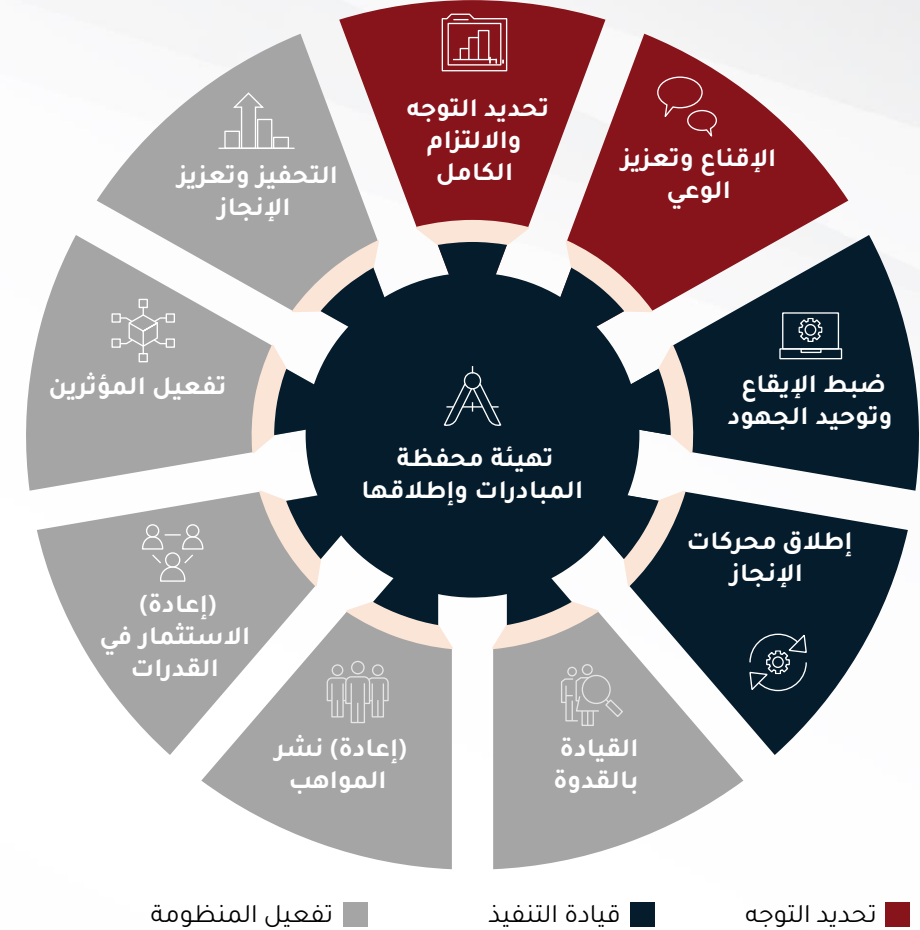 تحديد التوجه
والالتزام
الكامل
الإقناع وتعزيز
الوعي
ضبط الإيقاع
وتوحيد الجهود
إطلاق محركات
الإنجاز
القيادة
بالقدوة
(إعادة) نشر
المواهب
(إعادة)
الاستثمار في
القدرات
تفعيل المؤثرين
التحفيز وتعزيز
الإنجاز
تهيئة محفظة
المبادرات وإطلاقها
تحديد التوجه
قيادة التنفيذ
تفعيل المنظومة